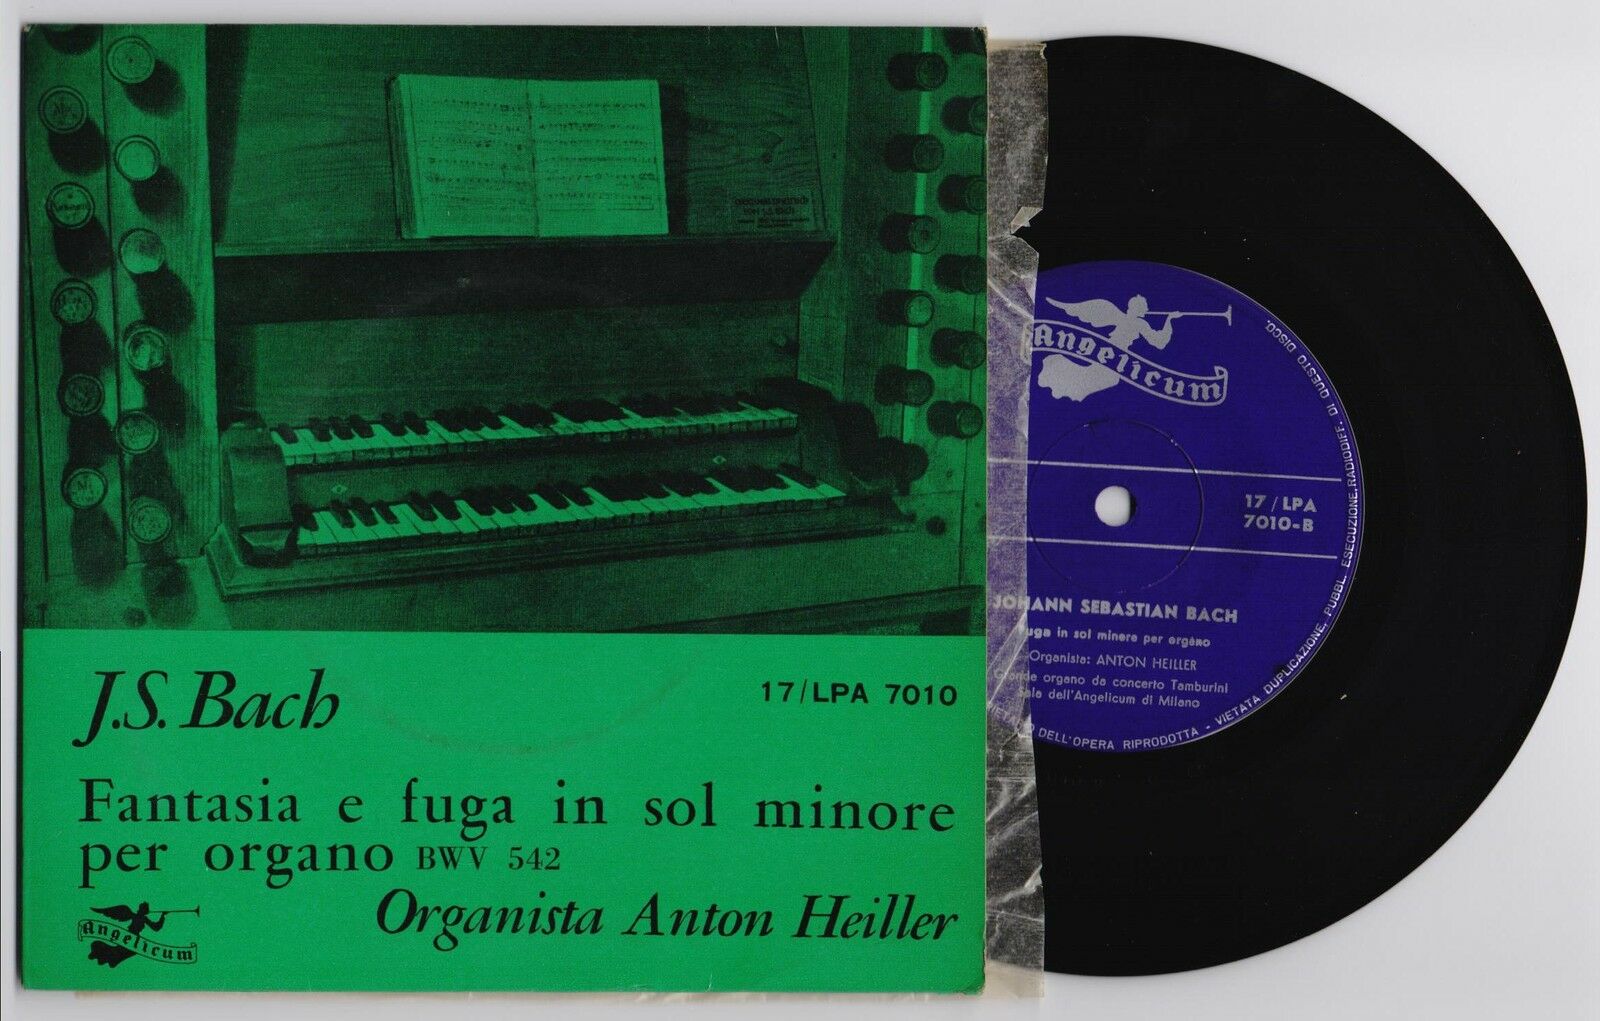 J.S. Bach
17/LPA 7010
Fantasia e fuga in sol minore
per organo BWV 542
Organista Anton Heiller
Angelicum
Angelicum
17 / LPA
7010-B
JOHANN SEBASTIAN BACH
fuga in sol minore per organo
Organista: ANTON HEILLER
Grande organo da concerto Tamburini
Sala dell'Angelicum di Milano
DELL'OPERA RIPRODOTTA - VIETATA DUPLICAZIONE, PUBBL. ESECUZIONE, RADIODIFF. DI QUESTO DISCO.